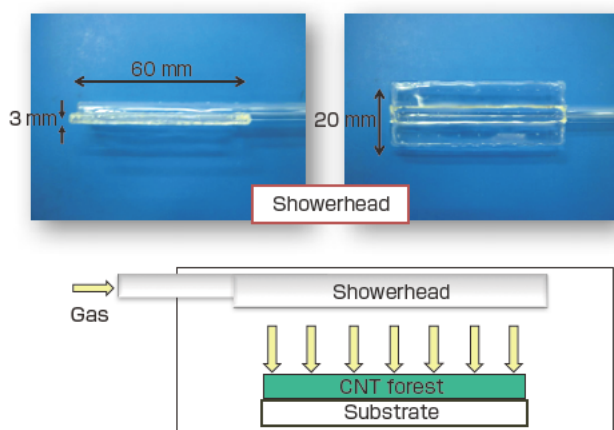 60 mm
3 mm
20 mm
Showerhead
Showerhead
Gas
CNT forest
Substrate